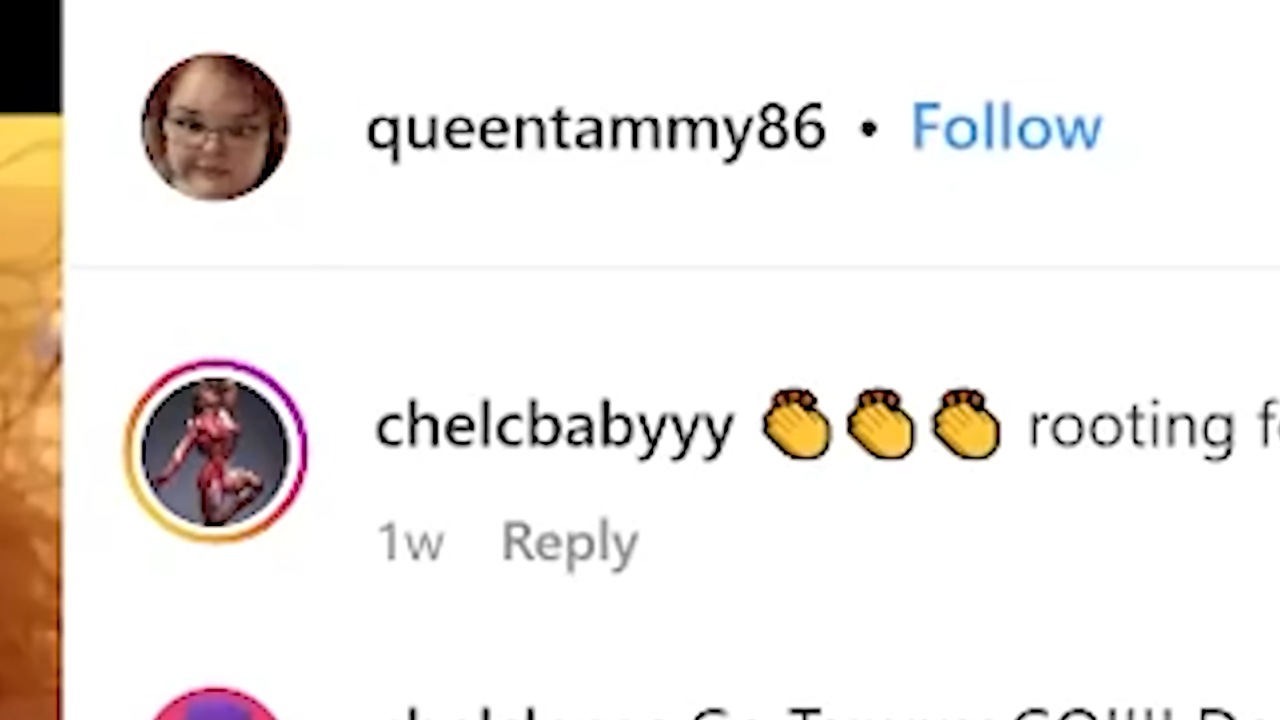 queentammy86 • Follow
chelcbabyyy 👏👏👏 rooting
1w Reply